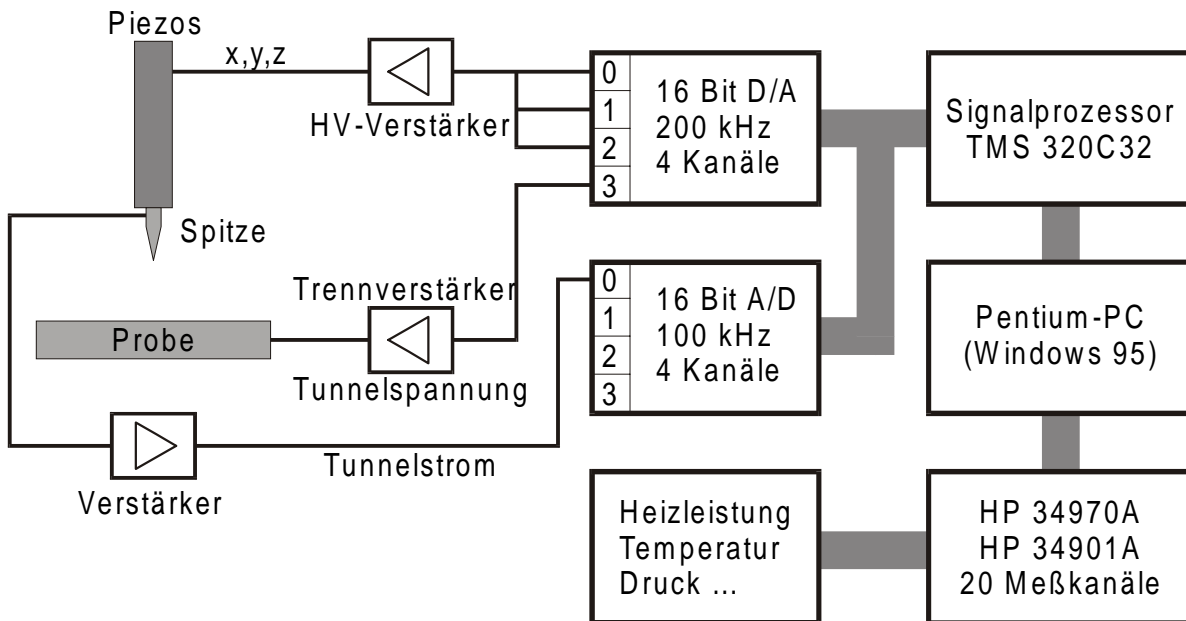 Piezos
x,y,z
HV-Verstärker
0
1
2
3
16 Bit D/A
200 kHz
4 Kanäle
Signalprozessor
TMS 320C32
Spitze
Trennverstärker
Probe
Tunnelspannung
0
1
2
3
16 Bit A/D
100 kHz
4 Kanäle
Pentium-PC
(Windows 95)
Verstärker
Tunnelstrom
Heizleistung
Temperatur
Druck ...
HP 34970A
HP 34901A
20 Meßkanäle